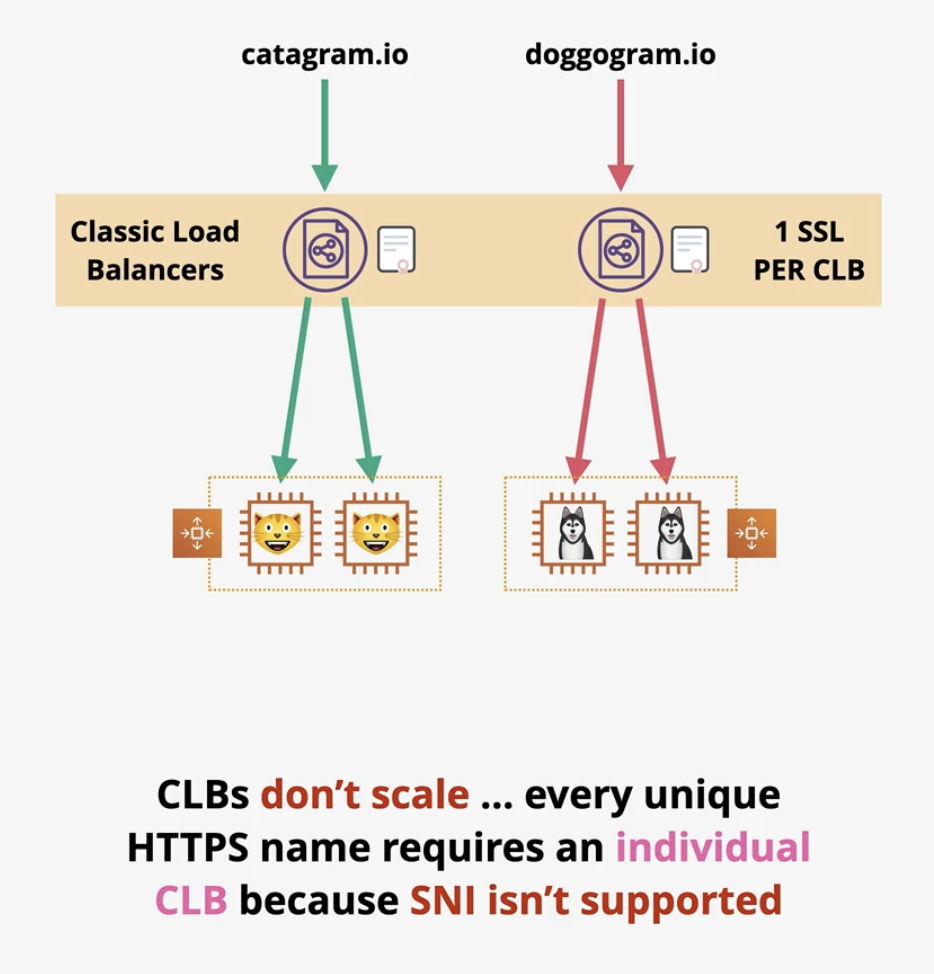 catagram.io
doggogram.io
Classic Load
Balancers
1 SSL
PER CLB
CLBs don’t scale ... every unique
HTTPS name requires an individual
CLB because SNI isn’t supported